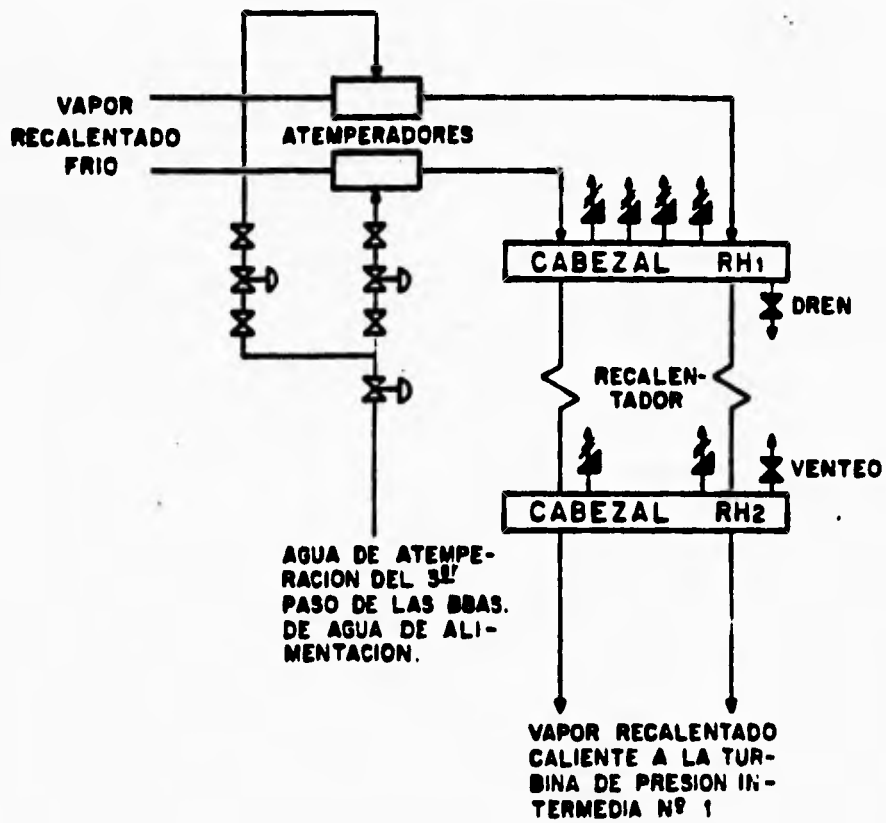 VAPOR
RECALENTADO
FRIO
ATEMPERADORES
CABEZAL RH1
DREN
RECALEN-
TADOR
VENTEO
CABEZAL RH2
AGUA DE ATEMPE-
RACION DEL 3er
PASO DE LAS BBAS.
DE AGUA DE ALI-
MENTACION.
VAPOR RECALENTADO
CALIENTE A LA TUR-
BINA DE PRESION IN-
TERMEDIA Nº 1